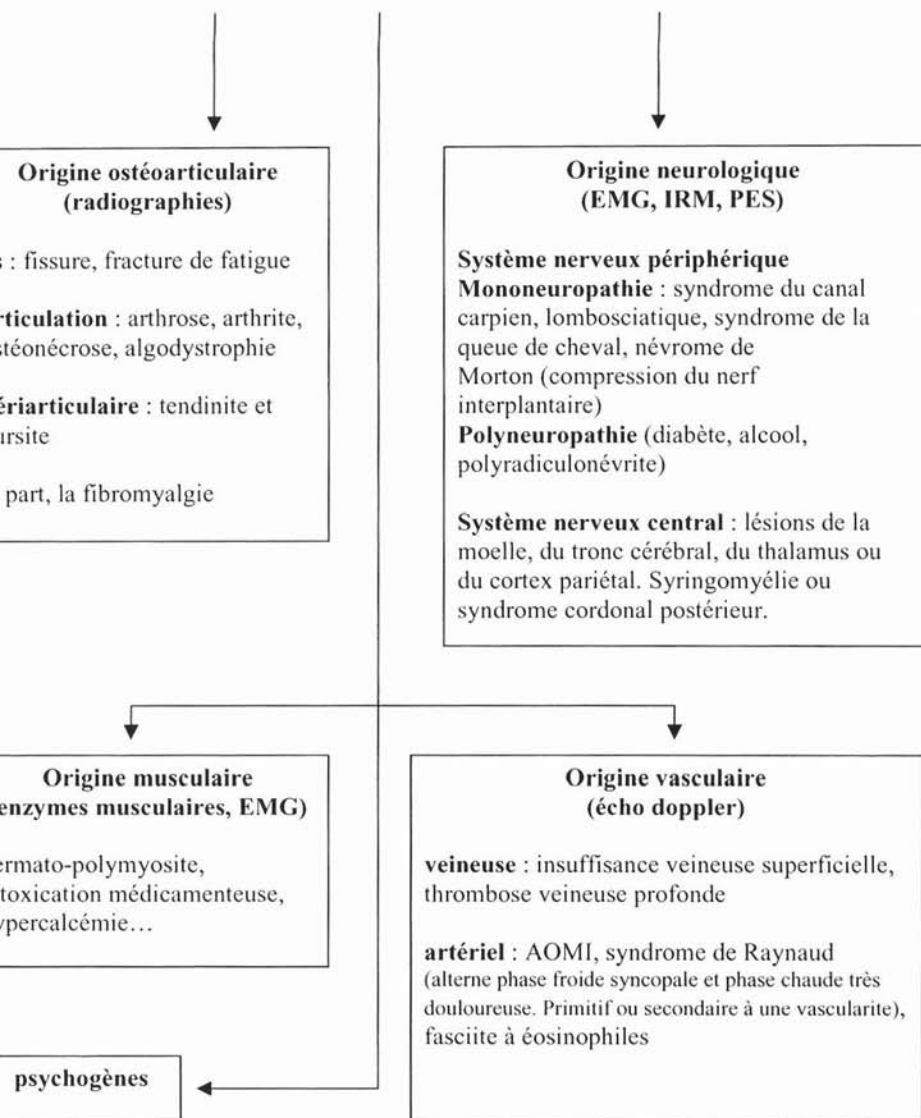 Origine ostéoarticulaire
(radiographies)
s : fissure, fracture de fatigue
rticulation : arthrose, arthrite,
stéonécrose, algodystrophie
ériarticulaire : tendinite et
ursite
part, la fibromyalgie
Origine neurologique
(EMG, IRM, PES)
Système nerveux périphérique
Mononeuropathie : syndrome du canal
carpien, lombosciatique, syndrome de la
queue de cheval, névrome de
Morton (compression du nerf
interplantaire)
Polyneuropathie (diabète, alcool,
polyradiculonévrite)
Système nerveux central : lésions de la
moelle, du tronc cérébral, du thalamus ou
du cortex pariétal. Syringomyélie ou
syndrome cordonal postérieur.
Origine musculaire
enzymes musculaires, EMG)
ermato-polymyosite,
toxication médicamenteuse,
ypercalcémie…
Origine vasculaire
(écho doppler)
veineuse : insuffisance veineuse superficielle,
thrombose veineuse profonde
artériel : AOMI, syndrome de Raynaud
(alterne phase froide syncopale et phase chaude très
douloureuse. Primitif ou secondaire à une vascularite),
fasciite à éosinophiles
psychogènes